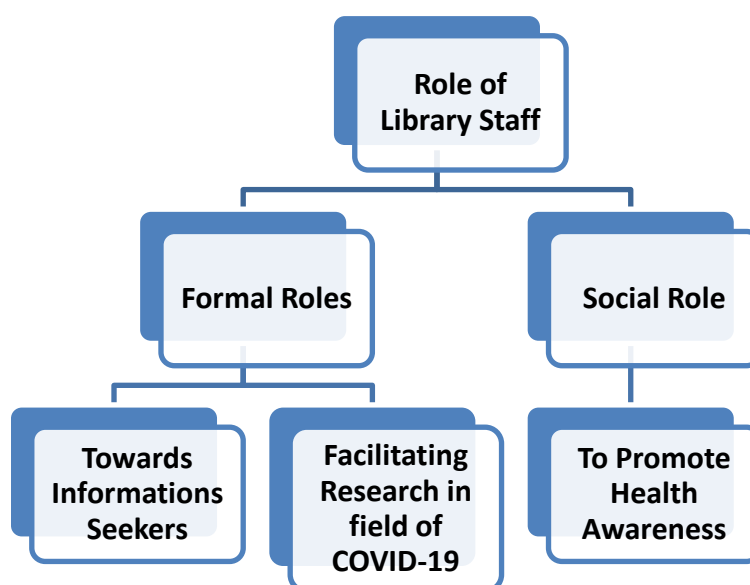 Role of
Library Staff
Formal Roles
Social Role
Towards
Informations
Seekers
Facilitating
Research in
field of
COVID-19
To Promote
Health
Awareness